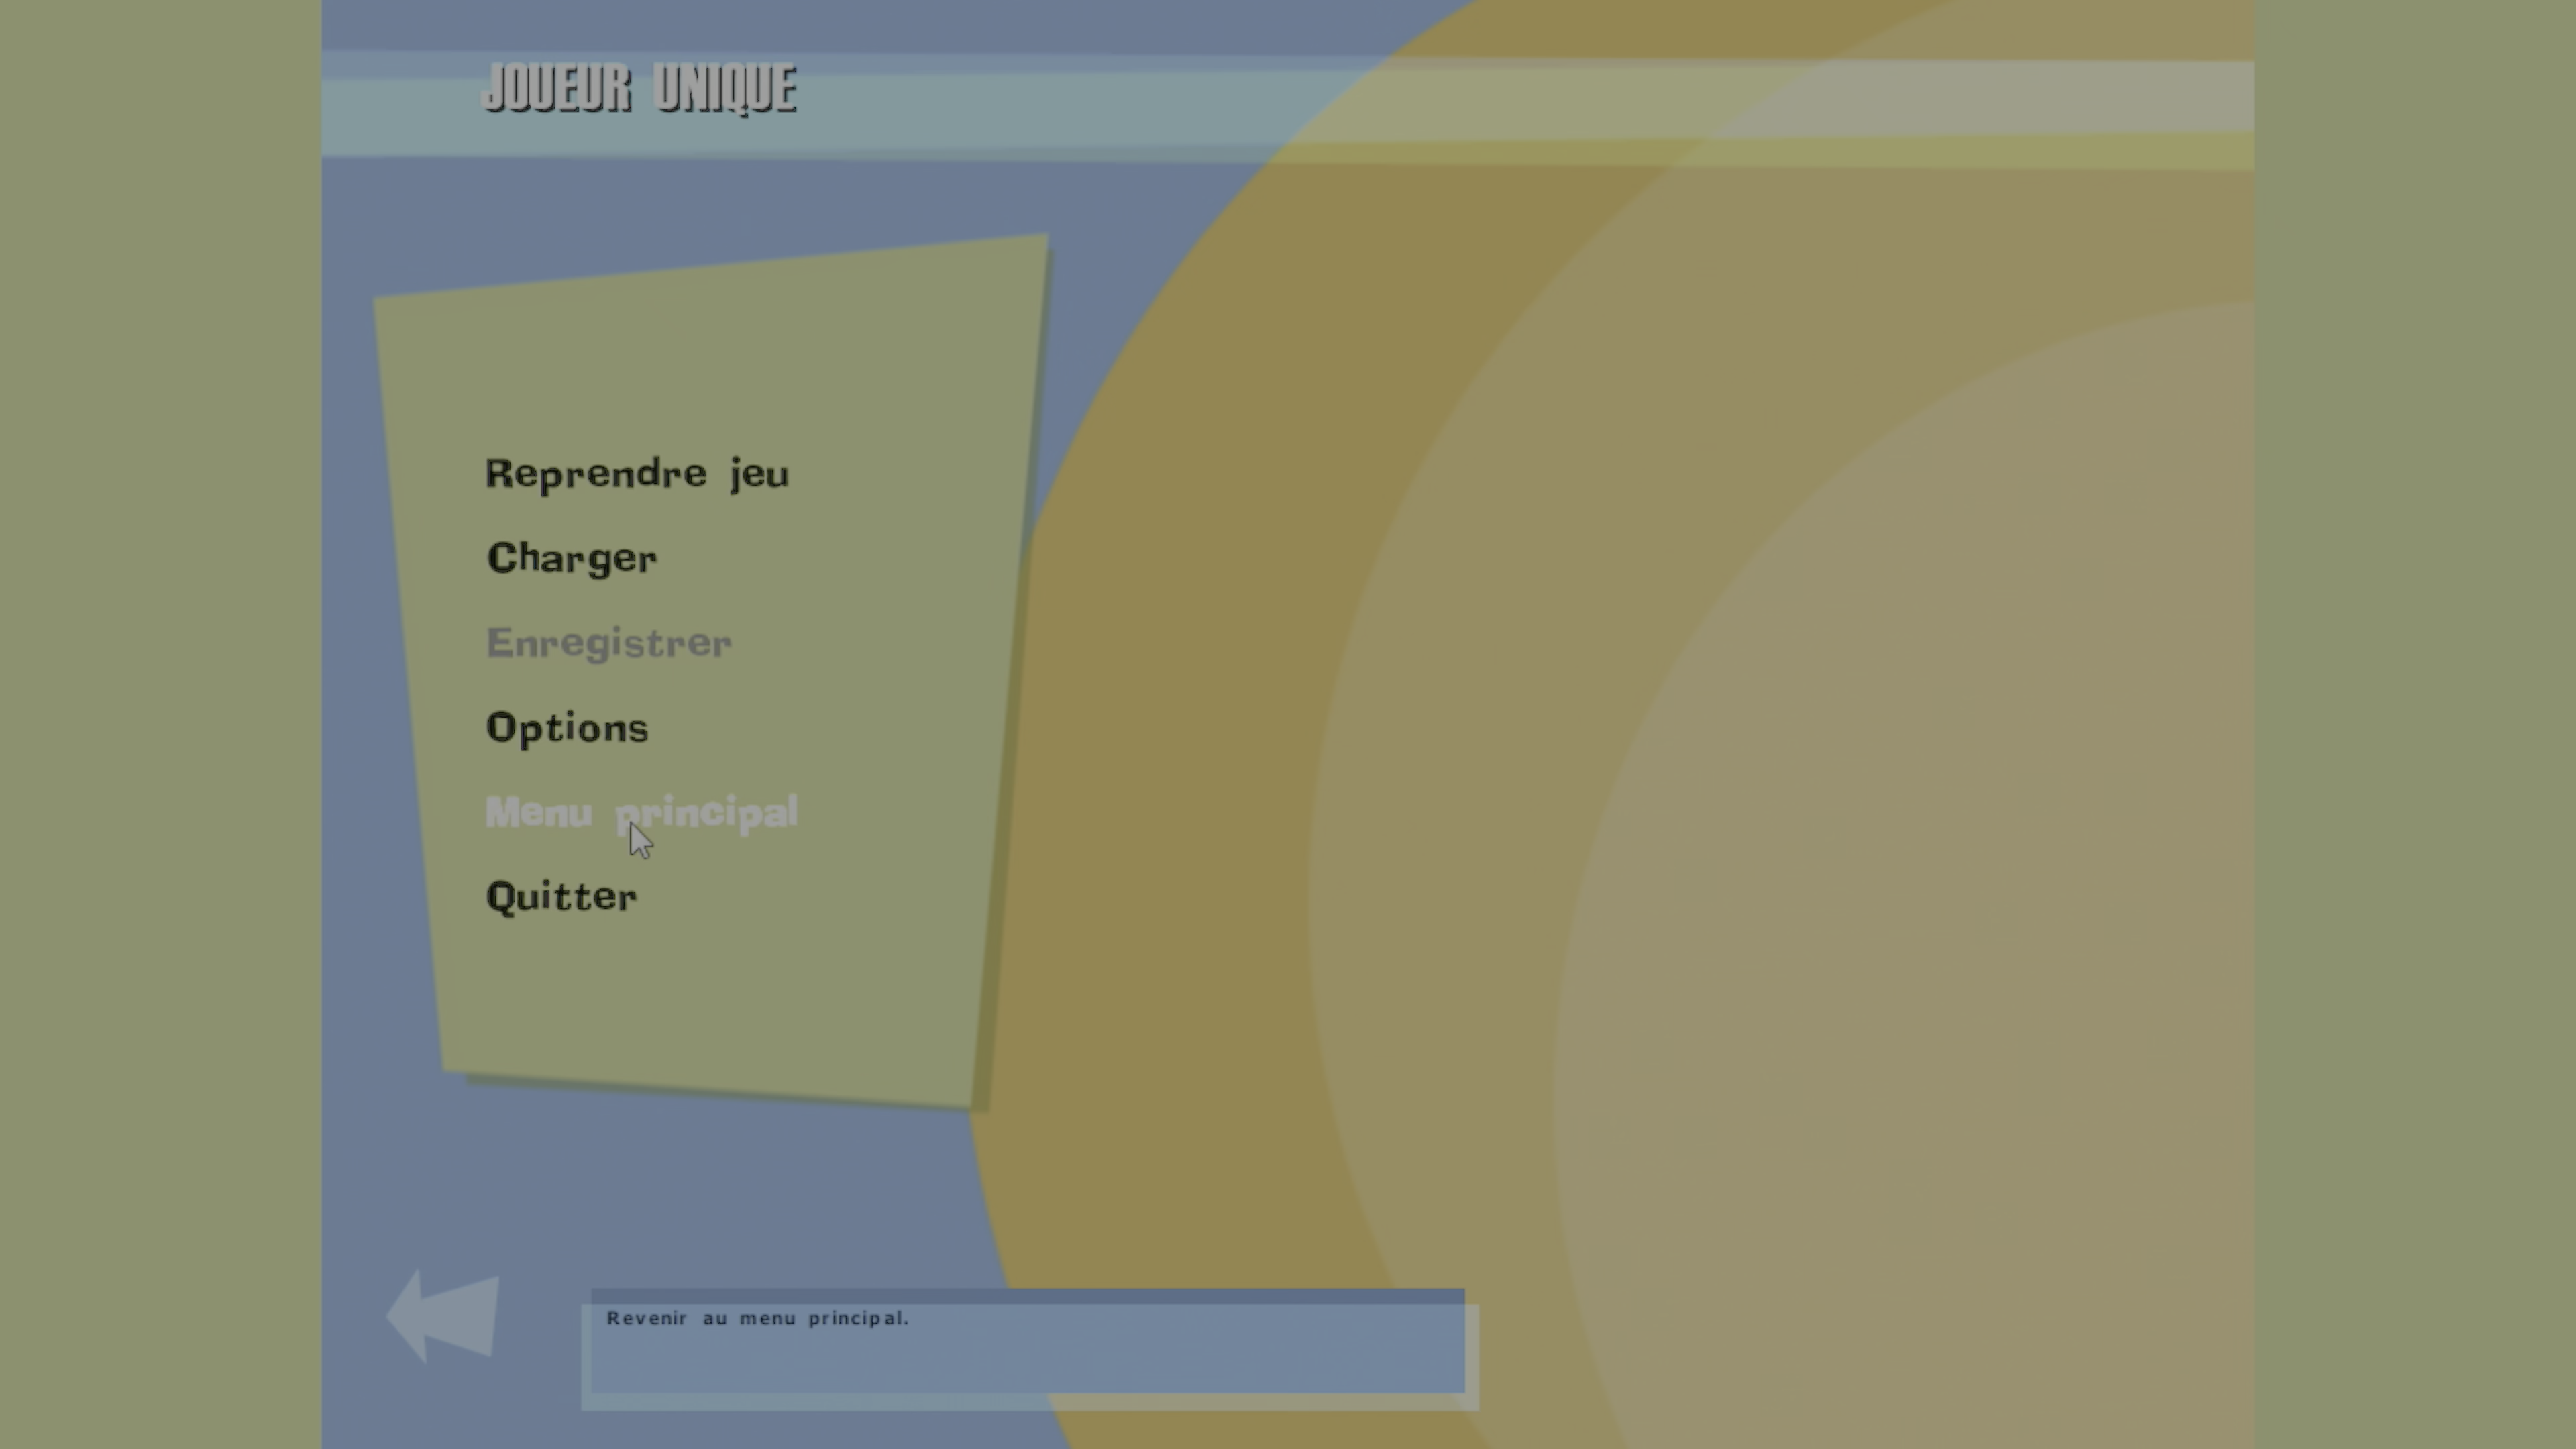 JOUEUR UNIQUE
Reprendre jeu
Charger
Enregistrer
Options
Menu principal
Quitter
Revenir au menu principal.